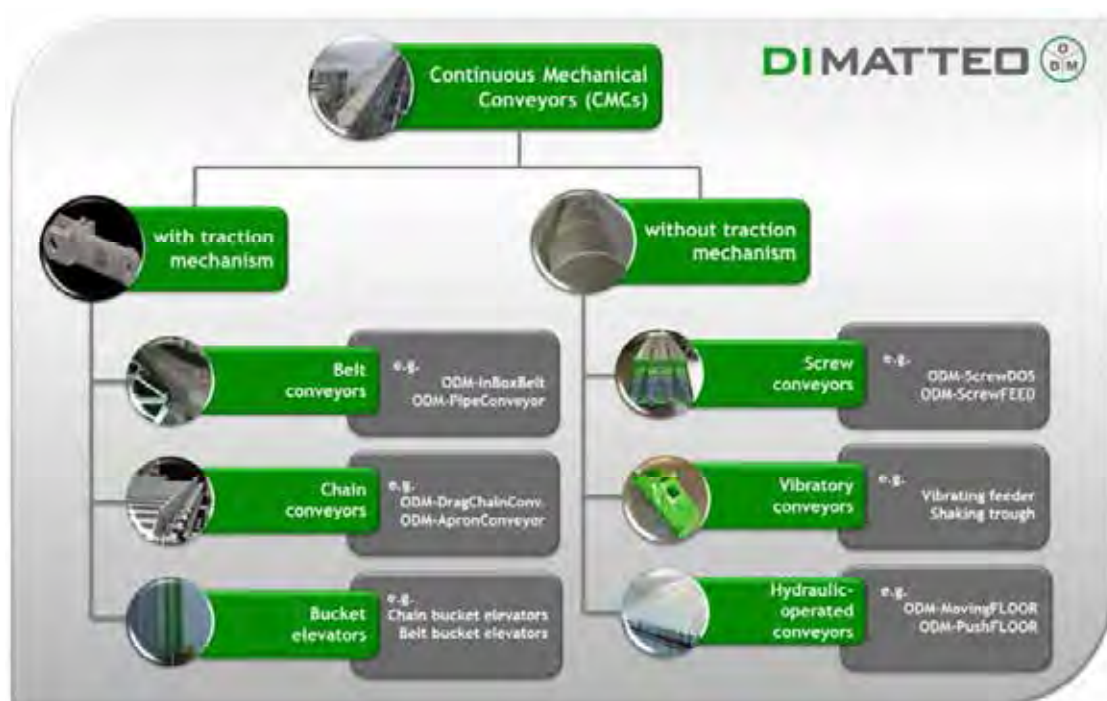 Continuous Mechanical
Conveyors (CMCs)
DIMATTEO
O
D M
with traction
mechanism
without traction
mechanism
Belt
conveyors
e.g.
ODM-InBoxBelt
ODM-PipeConveyor
Screw
conveyors
e.g.
ODM-ScrewDOS
ODM-ScrewFEED
Chain
conveyors
e.g.
ODM-DragChainConv.
ODM-ApronConveyor
Vibratory
conveyors
e.g.
Vibrating feeder
Shaking trough
Bucket
elevators
e.g.
Chain bucket elevators
Belt bucket elevators
Hydraulic-
operated
conveyors
e.g.
ODM-MovingFLOOR
ODM-PushFLOOR